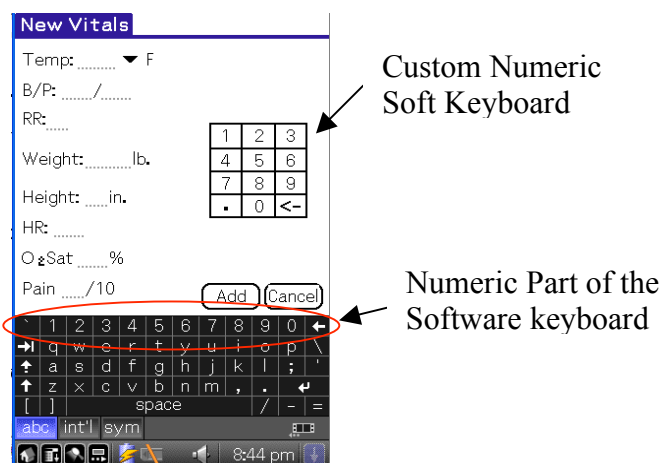 New Vitals
Temp: ........ F
B/P: ....../......
RR:.....
Weight:........lb.
Height: .....in.
HR: .......
O2Sat ......%
Pain ...../10
1 2 3
4 5 6
7 8 9
. 0 <-
Add Cancel
Custom Numeric
Soft Keyboard
Numeric Part of the
Software keyboard
` 1 2 3 4 5 6 7 8 9 0 ←
q w e r t y u i o p \
a s d f g h j k l ; '
z x c v b n m , .
[ ] space / - =
abc int'l sym
8:44 pm